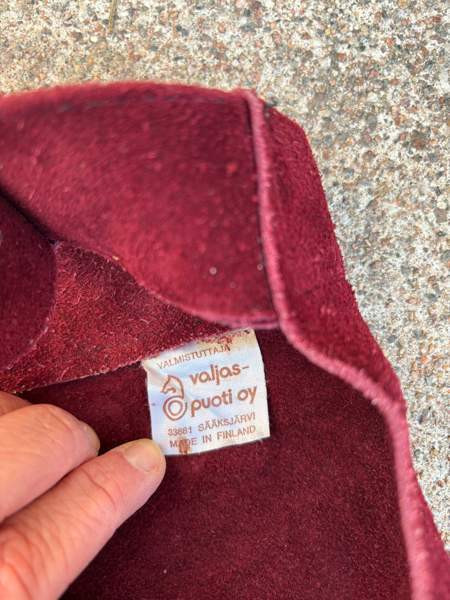 VALMISTUTTAJA
valjas-
puoti oy
33881 SÄÄKSJÄRVI
MADE IN FINLAND